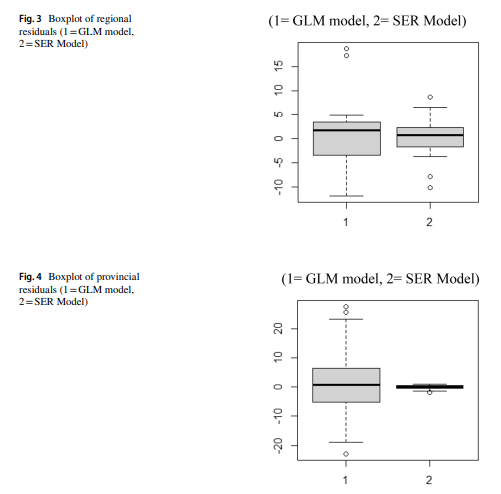 Fig. 3 Boxplot of regional
residuals (1=GLM model,
2=SER Model)
(1= GLM model, 2= SER Model)
15
10
5
0
-5
-10
1 2
Fig. 4 Boxplot of provincial
residuals (1=GLM model,
2=SER Model)
(1= GLM model, 2= SER Model)
20
10
0
-10
-20
1 2